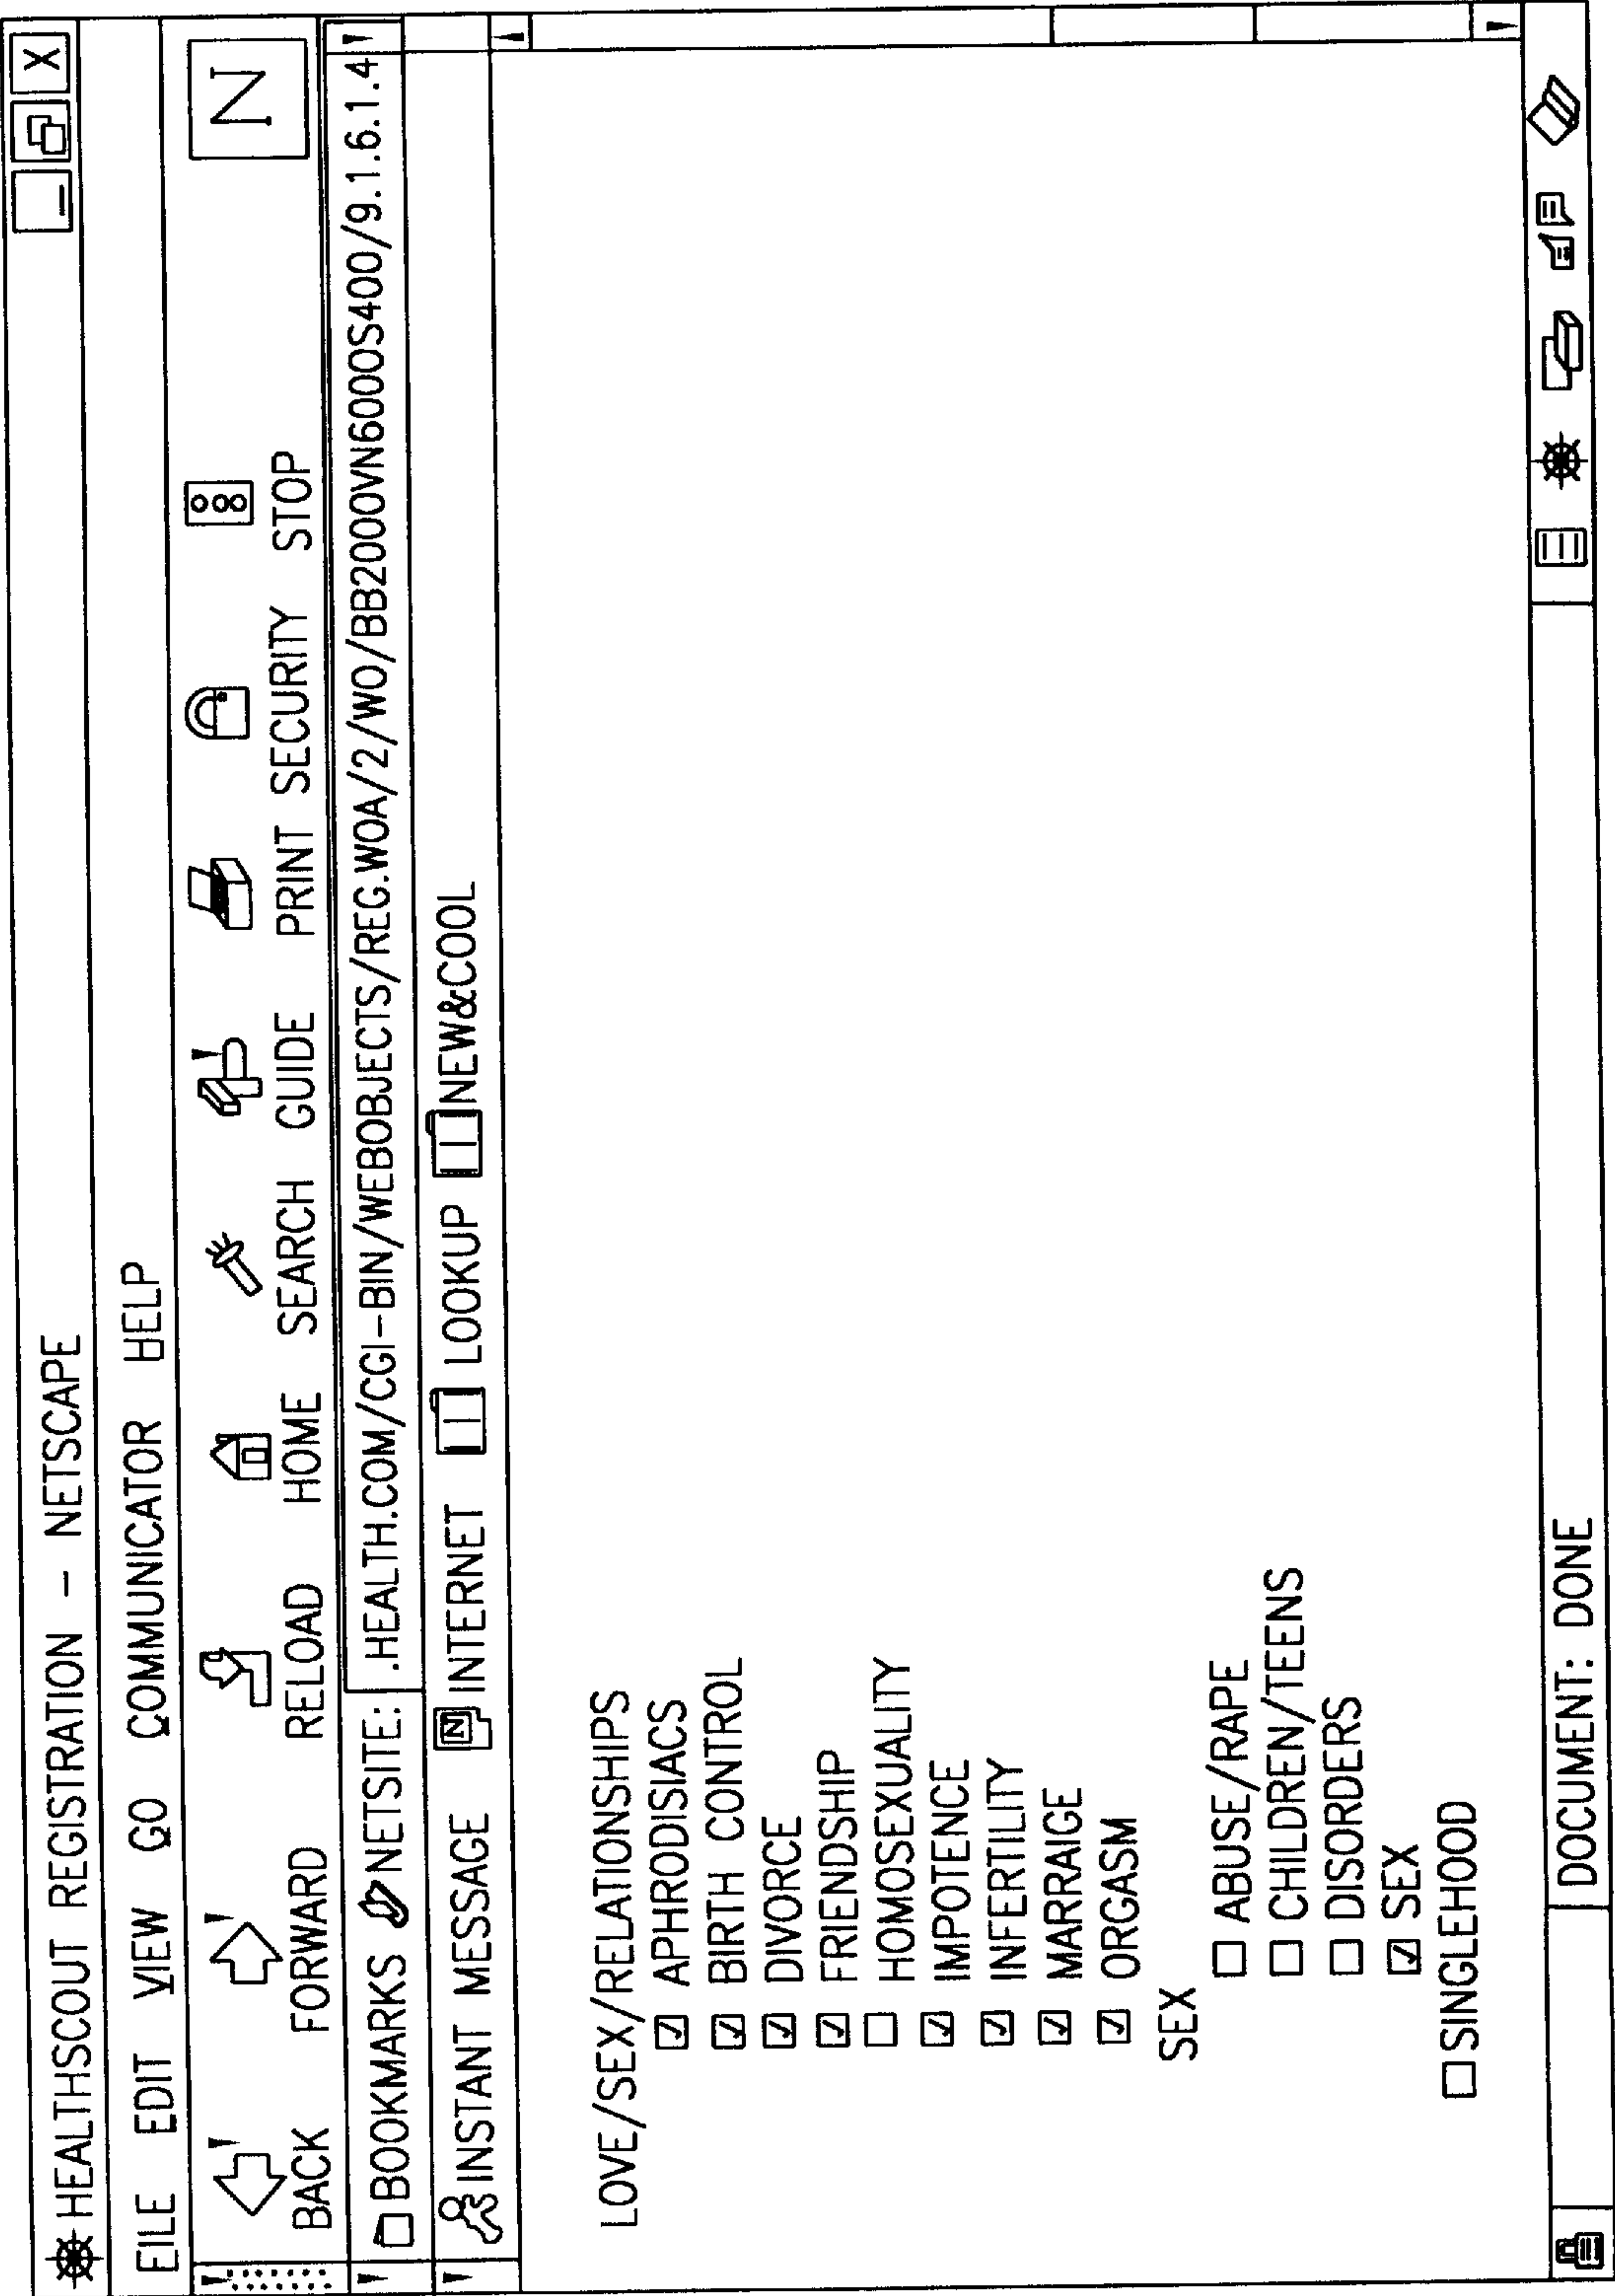 HEALTHSCOUT REGISTRATION - NETSCAPE X
FILE EDIT VIEW GO COMMUNICATOR HELP
BACK FORWARD RELOAD HOME SEARCH GUIDE PRINT SECURITY STOP N
BOOKMARKS NETSITE: .HEALTH.COM/CGI-BIN/WEBOBJECTS/REG.WOA/2/WO/BB2000VN600OS400/9.1.6.1.4
INSTANT MESSAGE N INTERNET LOOKUP NEW&COOL
LOVE/SEX/RELATIONSHIPS
APHRODISIACS
BIRTH CONTROL
DIVORCE
FRIENDSHIP
HOMOSEXUALITY
IMPOTENCE
INFERTILITY
MARRAIGE
ORGASM
SEX
ABUSE/RAPE
CHILDREN/TEENS
DISORDERS
SEX
SINGLEHOOD
DOCUMENT: DONE